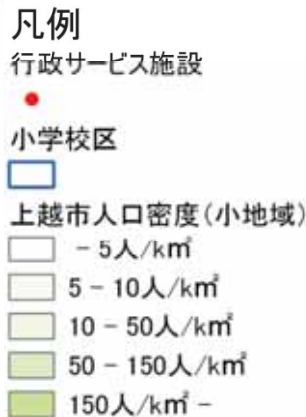 凡例
行政サービス施設
小学校区
上越市人口密度(小地域)
- 5人/k㎡
5 - 10人/k㎡
10 - 50人/k㎡
50 - 150人/k㎡
150人/k㎡ -